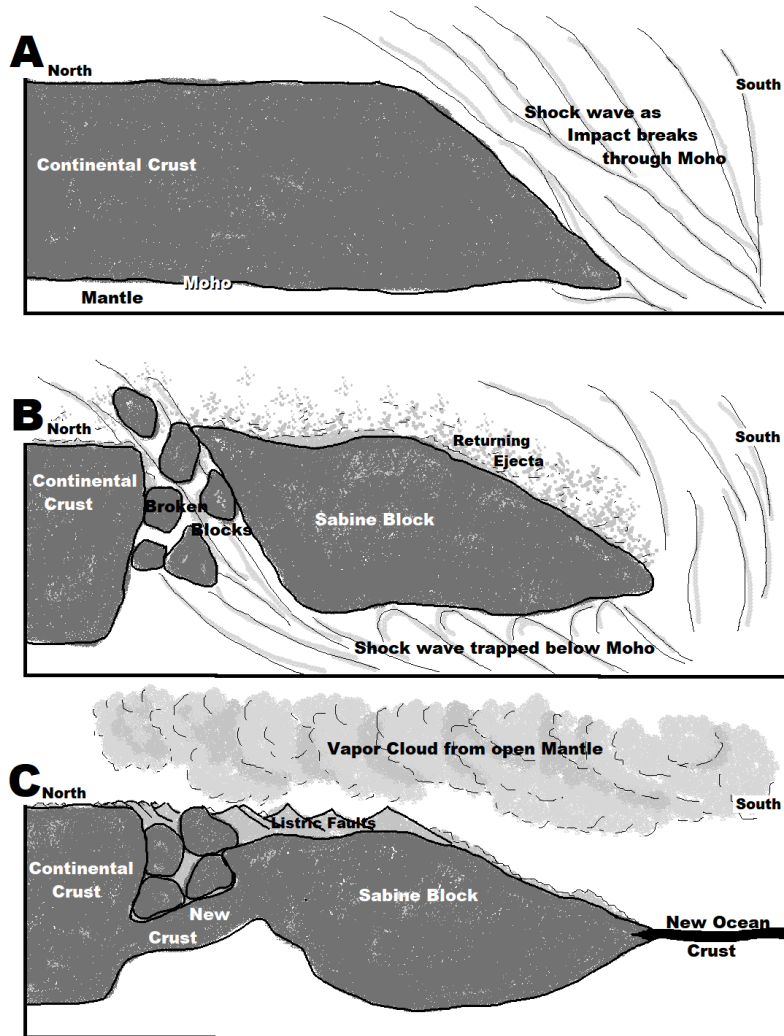 A
North
South
Shock wave as
Impact breaks
through Moho
Continental Crust
Moho
Mantle
B
North
South
Returning
Ejecta
Continental
Crust
Broken
Blocks
Sabine Block
Shock wave trapped below Moho
Vapor Cloud from open Mantle
C
North
South
Listric Faults
Continental
Crust
Sabine Block
New
Crust
New Ocean
Crust